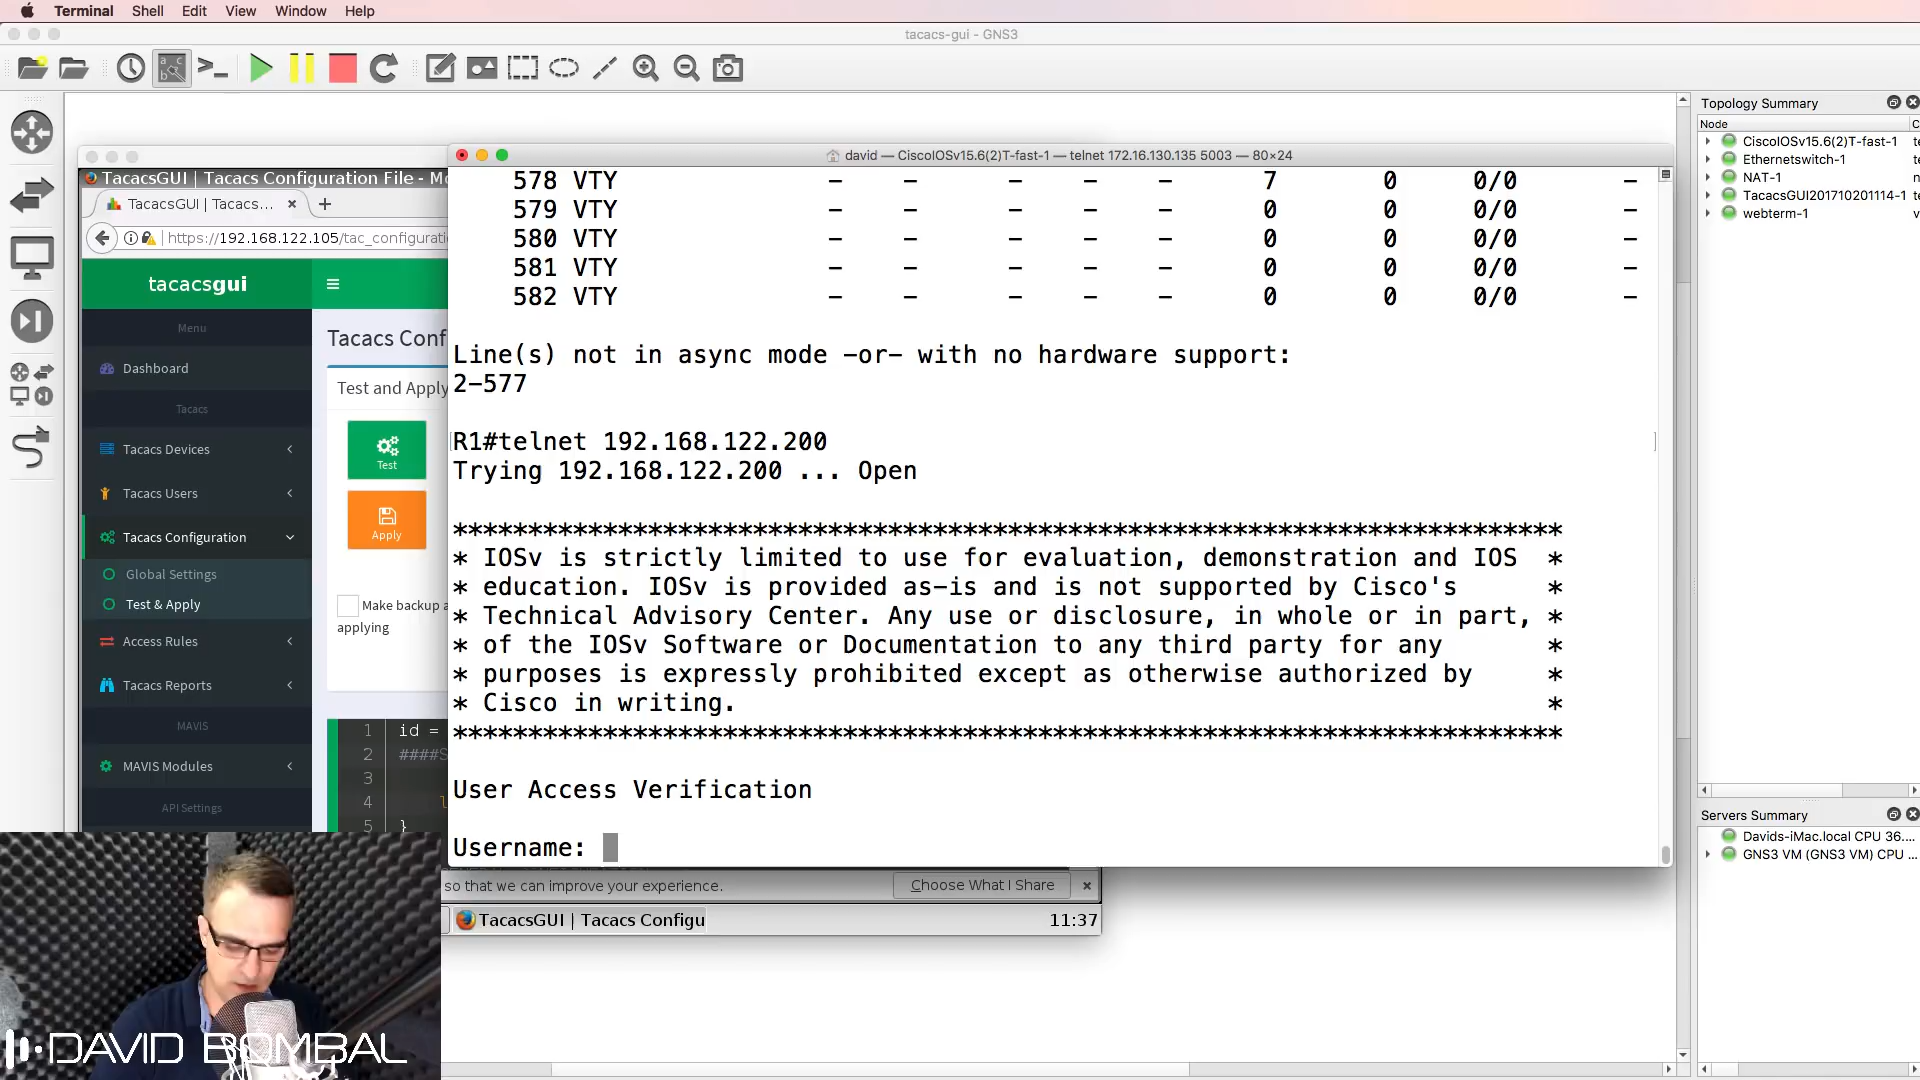 Terminal Shell Edit View Window Help
tacacs-gui - GNS3
Topology Summary
Node
CiscoIOSv15.6(2)T-fast-1
Ethernetswitch-1
NAT-1
TacacsGUI201710201114-1
webterm-1
david — CiscoIOSv15.6(2)T-fast-1 — telnet 172.16.130.135 5003 — 80×24
TacacsGUI | Tacacs Configuration File - Mo
TacacsGUI | Tacacs...
https://192.168.122.105/tac_configurati
tacacsgui
Menu
Dashboard
Tacacs
Tacacs Devices
Tacacs Users
Tacacs Configuration
Global Settings
Test & Apply
Access Rules
Tacacs Reports
MAVIS
MAVIS Modules
API Settings
Tacacs Conf
Test and Apply
Test
Apply
Make backup a
applying
1 id =
2 ####S
3
4 l
5 }
578 VTY - - - - - 7 0 0/0 -
579 VTY - - - - - 0 0 0/0 -
580 VTY - - - - - 0 0 0/0 -
581 VTY - - - - - 0 0 0/0 -
582 VTY - - - - - 0 0 0/0 -
Line(s) not in async mode -or- with no hardware support:
2-577
R1#telnet 192.168.122.200
Trying 192.168.122.200 ... Open
**************************************************************************
* IOSv is strictly limited to use for evaluation, demonstration and IOS *
* education. IOSv is provided as-is and is not supported by Cisco's *
* Technical Advisory Center. Any use or disclosure, in whole or in part, *
* of the IOSv Software or Documentation to any third party for any *
* purposes is expressly prohibited except as otherwise authorized by *
* Cisco in writing. *
**************************************************************************
User Access Verification
Username:
so that we can improve your experience.
Choose What I Share
TacacsGUI | Tacacs Configu
11:37
Servers Summary
Davids-iMac.local CPU 36....
GNS3 VM (GNS3 VM) CPU ...
DAVID BOMBAL